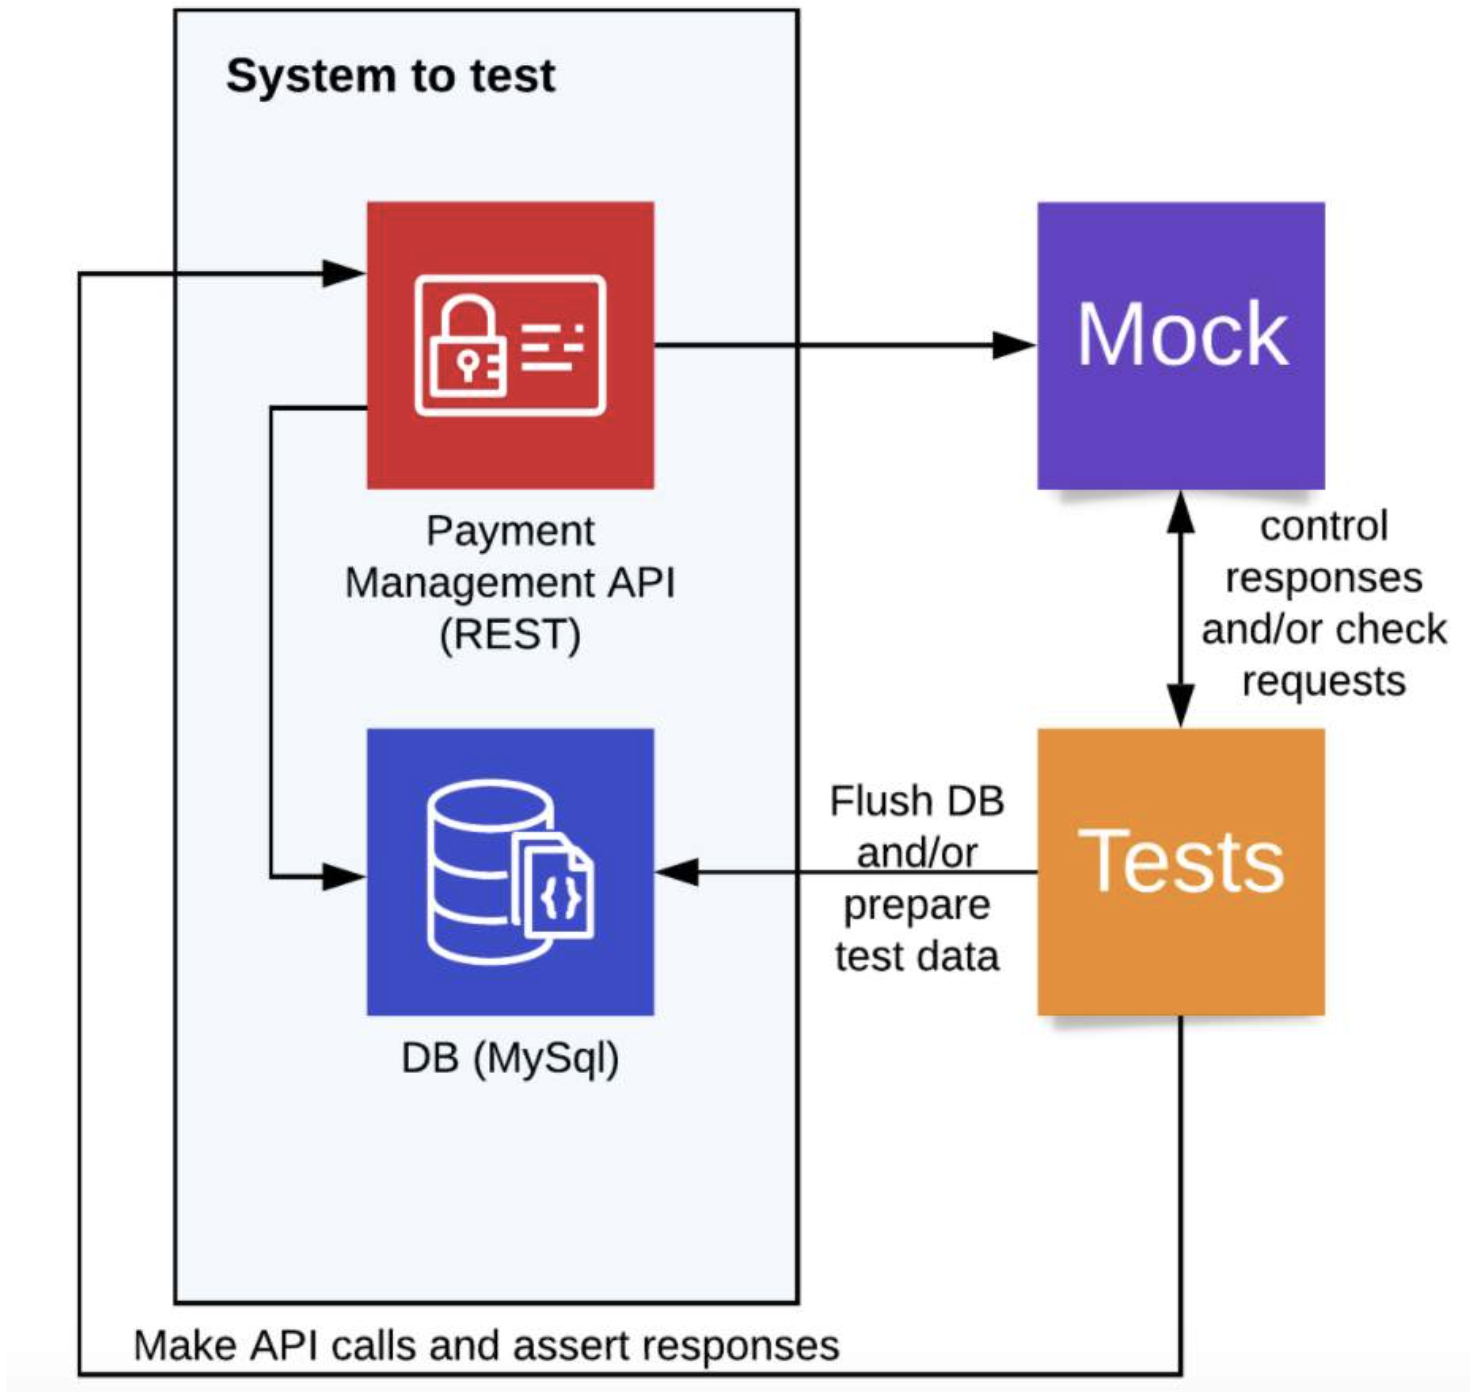 System to test
Mock
Payment
Management API
(REST)
control
responses
and/or check
requests
Flush DB
and/or
prepare
test data
Tests
{}
DB (MySql)
Make API calls and assert responses